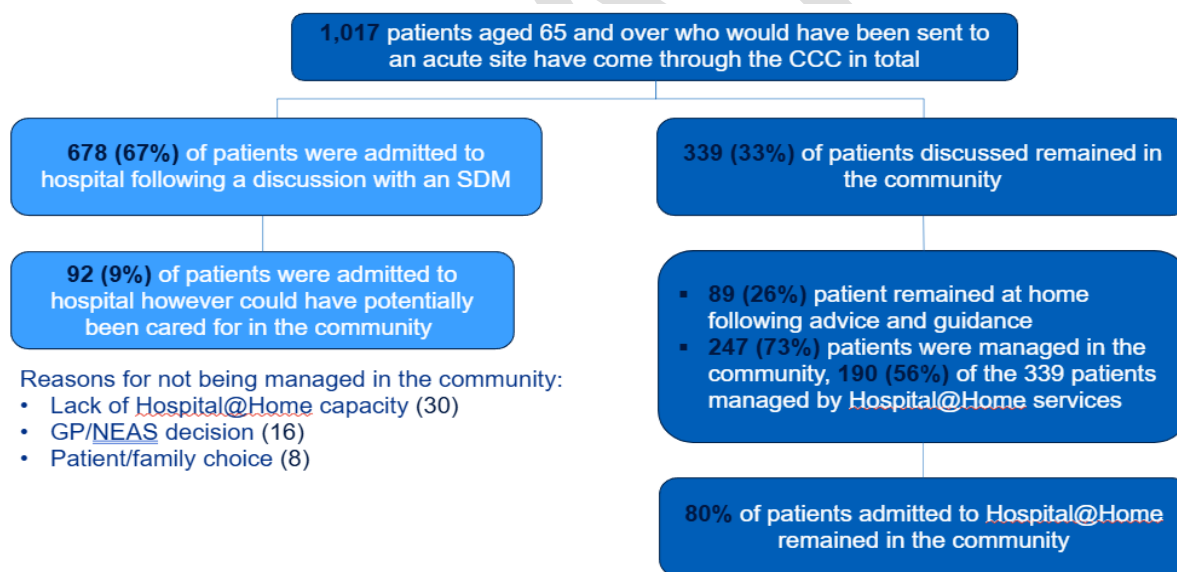 1,017 patients aged 65 and over who would have been sent to
an acute site have come through the CCC in total
678 (67%) of patients were admitted to
hospital following a discussion with an SDM
339 (33%) of patients discussed remained in
the community
92 (9%) of patients were admitted to
hospital however could have potentially
been cared for in the community
▪ 89 (26%) patient remained at home
following advice and guidance
▪ 247 (73%) patients were managed in the
community, 190 (56%) of the 339 patients
managed by Hospital@Home services
Reasons for not being managed in the community:
• Lack of Hospital@Home capacity (30)
• GP/NEAS decision (16)
• Patient/family choice (8)
80% of patients admitted to Hospital@Home
remained in the community